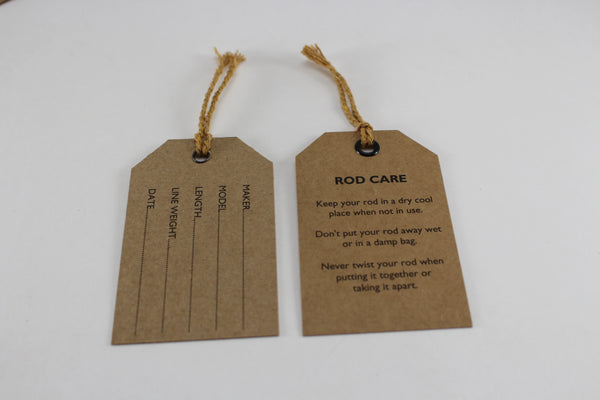 MAKER
MODEL
LENGTH
LINE WEIGHT
DATE
ROD CARE
Keep your rod in a dry cool
place when not in use.
Don't put your rod away wet
or in a damp bag.
Never twist your rod when
putting it together or
taking it apart.